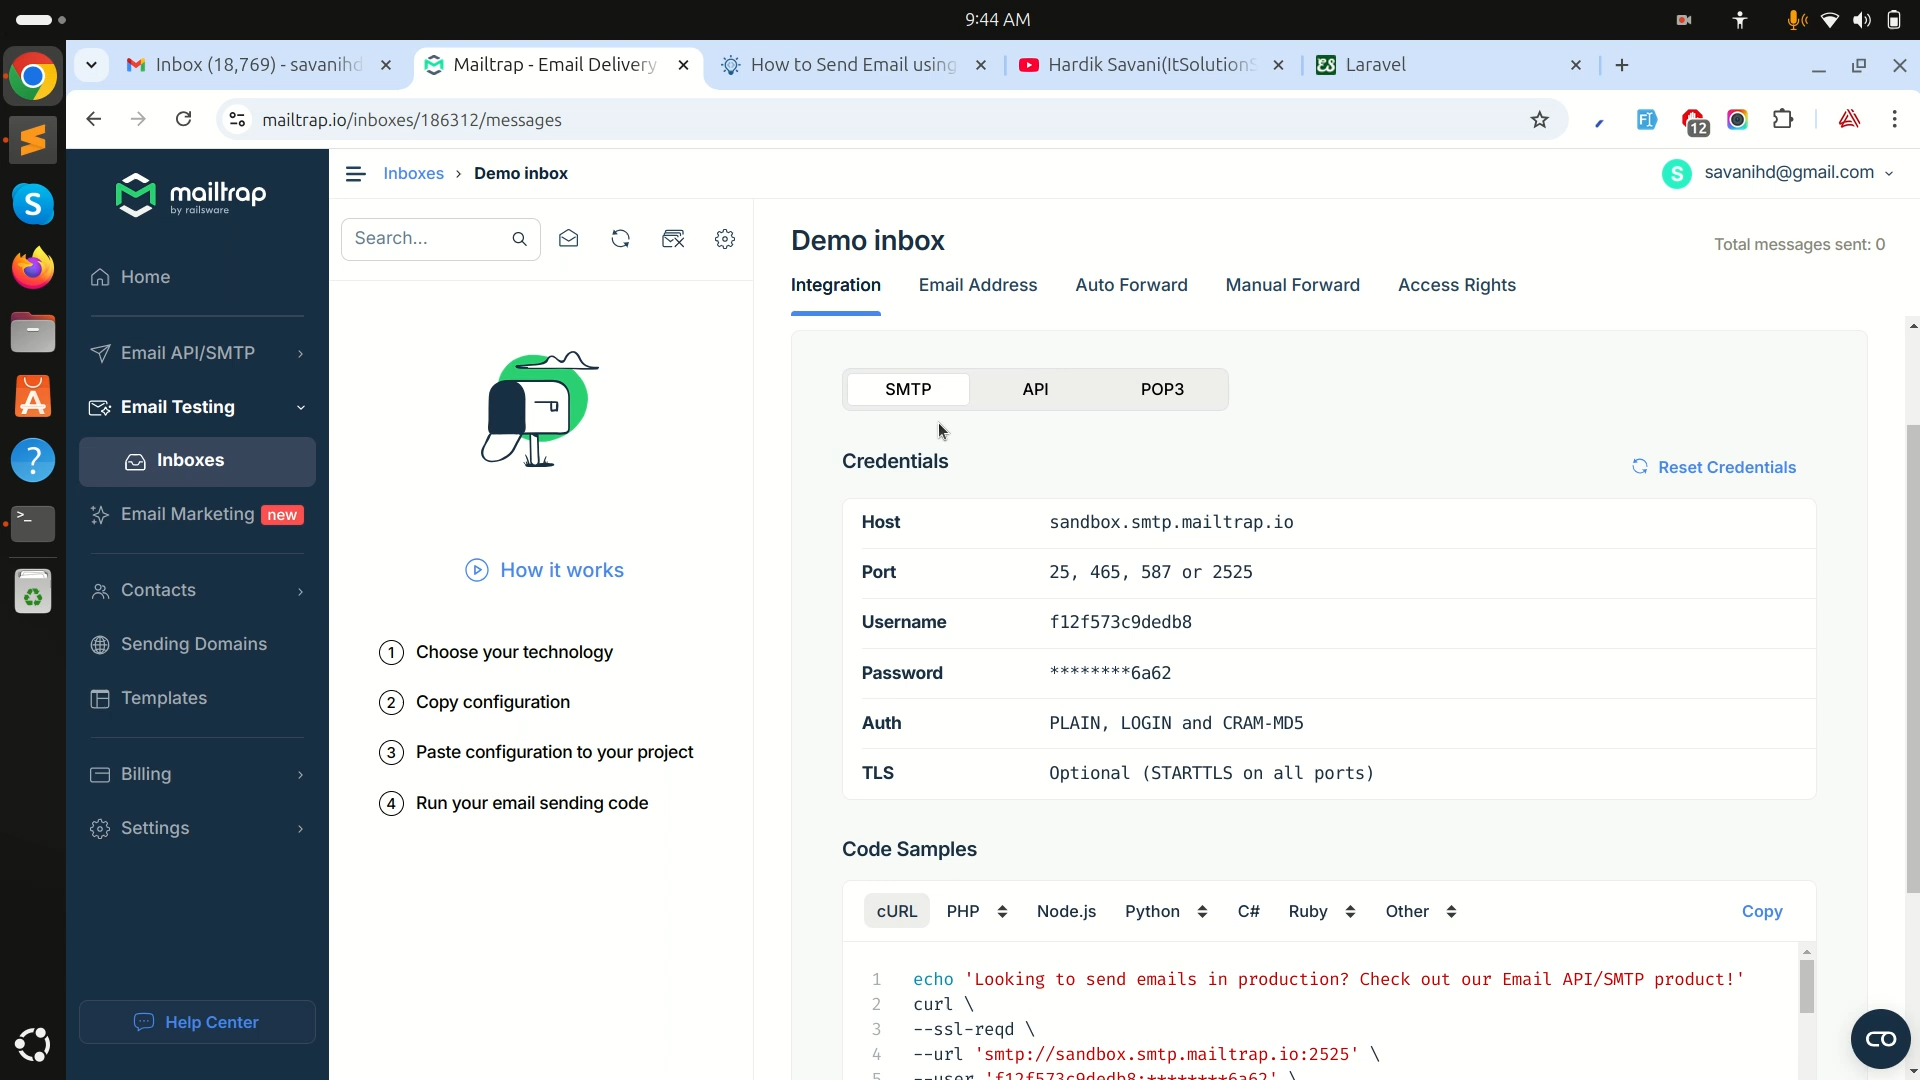 9:44 AM
Inbox (18,769) - savanihd
Mailtrap - Email Delivery
How to Send Email using
Hardik Savani(ItSolutionS
Laravel
mailtrap.io/inboxes/186312/messages
12
mailtrap
by railsware
Inboxes > Demo inbox
S savanihd@gmail.com
Home
Email API/SMTP
Email Testing
Inboxes
Email Marketing new
Contacts
Sending Domains
Templates
Billing
Settings
Help Center
Search...
How it works
1 Choose your technology
2 Copy configuration
3 Paste configuration to your project
4 Run your email sending code
Demo inbox
Total messages sent: 0
Integration Email Address Auto Forward Manual Forward Access Rights
SMTP API POP3
Credentials
Reset Credentials
Host sandbox.smtp.mailtrap.io
Port 25, 465, 587 or 2525
Username f12f573c9dedb8
Password ********6a62
Auth PLAIN, LOGIN and CRAM-MD5
TLS Optional (STARTTLS on all ports)
Code Samples
cURL PHP Node.js Python C# Ruby Other Copy
1 echo 'Looking to send emails in production? Check out our Email API/SMTP product!'
2 curl \
3 --ssl-reqd \
4 --url 'smtp://sandbox.smtp.mailtrap.io:2525' \
5 --user 'f12f573c9dedb8:********6a62' \